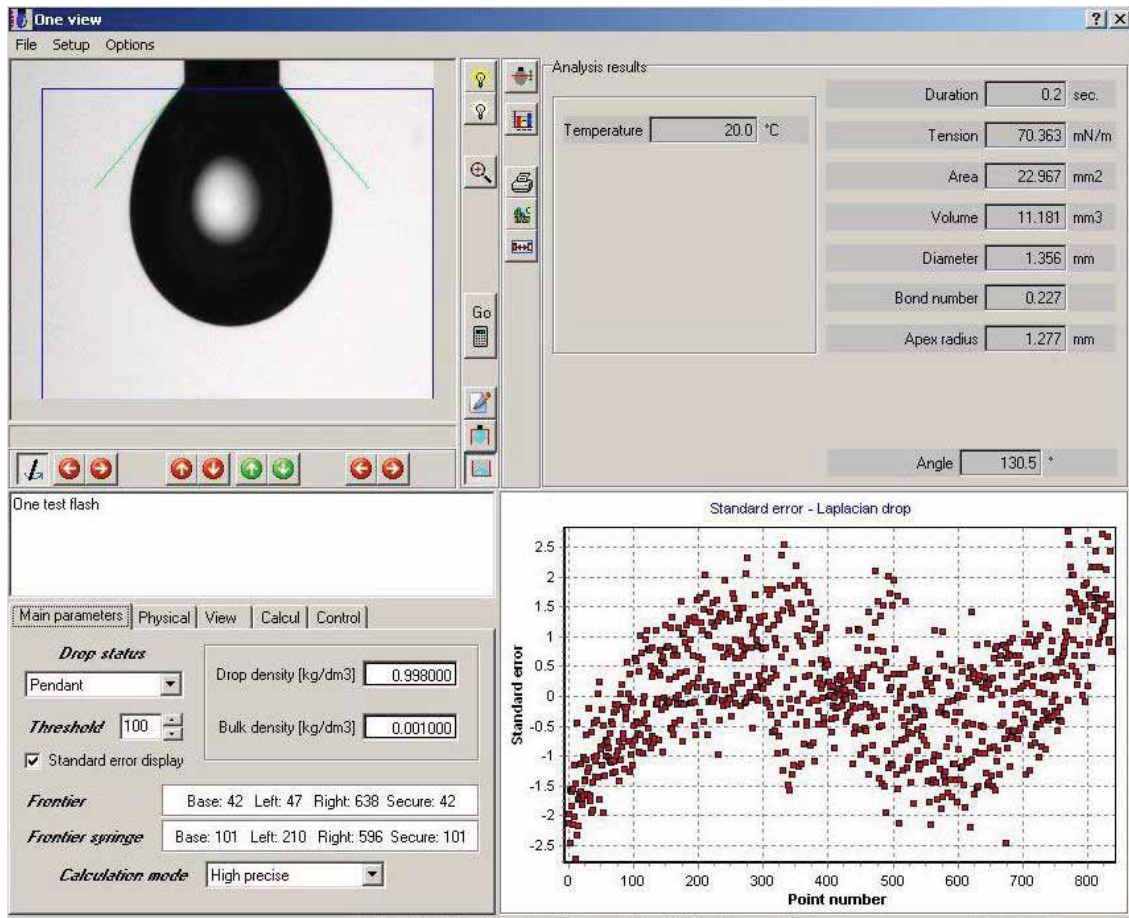 One view
File Setup Options
Go
Analysis results
Temperature 20.0 °C
Duration 0.2 sec.
Tension 70.363 mN/m
Area 22.967 mm2
Volume 11.181 mm3
Diameter 1.356 mm
Bond number 0.227
Apex radius 1.277 mm
Angle 130.5 °
One test flash
Main parameters Physical View Calcul Control
Drop status
Pendant
Threshold 100
Standard error display
Drop density [kg/dm3] 0.998000
Bulk density [kg/dm3] 0.001000
Frontier Base: 42 Left: 47 Right: 638 Secure: 42
Frontier syringe Base: 101 Left: 210 Right: 596 Secure: 101
Calculation mode High precise
Standard error - Laplacian drop
Standard error
2.5
2
1.5
1
0.5
0
-0.5
-1
-1.5
-2
-2.5
0 100 200 300 400 500 600 700 800
Point number